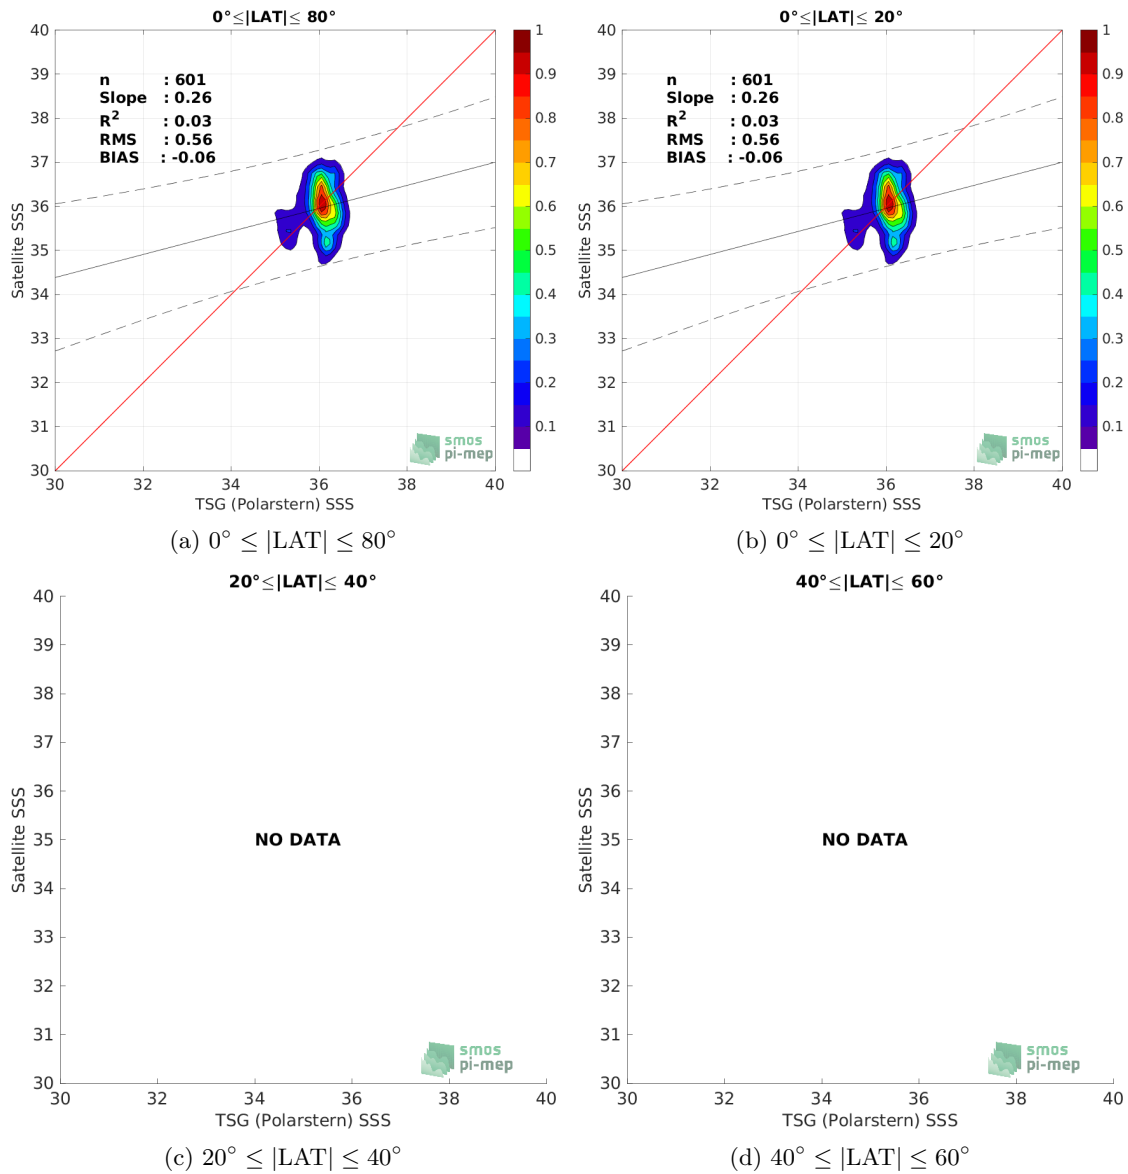 0°≤|LAT|≤ 80°
40
39
38
37
36
35
34
33
32
31
30
n : 601
Slope : 0.26
R² : 0.03
RMS : 0.56
BIAS : -0.06
1
0.9
0.8
0.7
0.6
0.5
0.4
0.3
0.2
0.1
Satellite SSS
smos
pi-mep
30 32 34 36 38 40
TSG (Polarstern) SSS
(a) 0° ≤ |LAT| ≤ 80°
0°≤|LAT|≤ 20°
40
39
38
37
36
35
34
33
32
31
30
n : 601
Slope : 0.26
R² : 0.03
RMS : 0.56
BIAS : -0.06
1
0.9
0.8
0.7
0.6
0.5
0.4
0.3
0.2
0.1
Satellite SSS
smos
pi-mep
30 32 34 36 38 40
TSG (Polarstern) SSS
(b) 0° ≤ |LAT| ≤ 20°
20°≤|LAT|≤ 40°
40
39
38
37
36
35
34
33
32
31
30
Satellite SSS
NO DATA
smos
pi-mep
30 32 34 36 38 40
TSG (Polarstern) SSS
(c) 20° ≤ |LAT| ≤ 40°
40°≤|LAT|≤ 60°
40
39
38
37
36
35
34
33
32
31
30
Satellite SSS
NO DATA
smos
pi-mep
30 32 34 36 38 40
TSG (Polarstern) SSS
(d) 40° ≤ |LAT| ≤ 60°